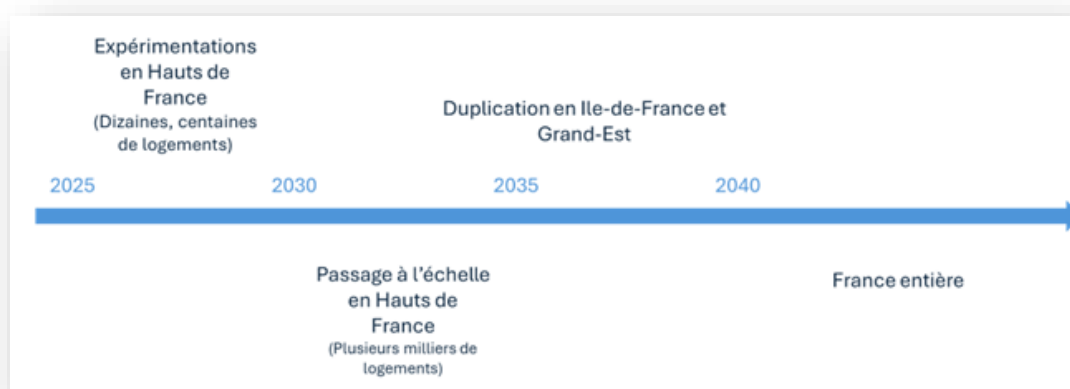 Expérimentations
en Hauts de
France
(Dizaines, centaines
de logements)
Duplication en Ile-de-France et
Grand-Est
2025
2030
2035
2040
Passage à l’échelle
en Hauts de
France
(Plusieurs milliers de
logements)
France entière